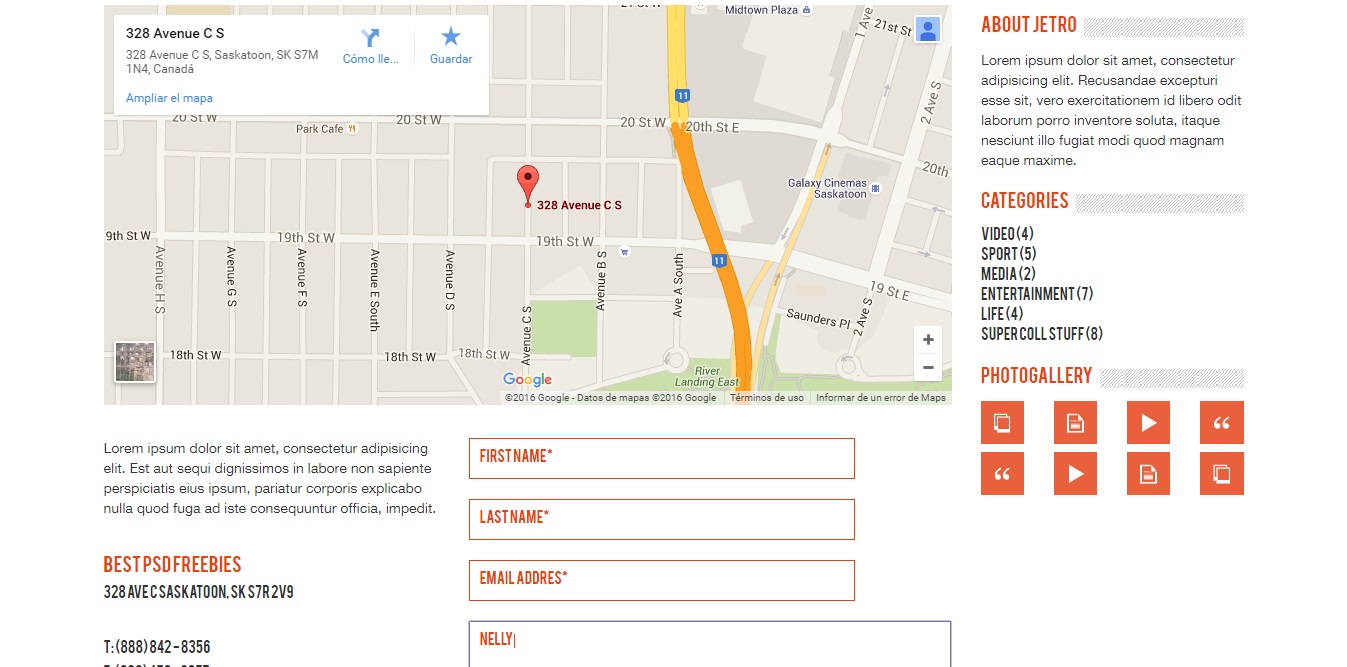 328 Avenue C S
328 Avenue C S, Saskatoon, SK S7M
1N4, Canadá
Ampliar el mapa
Cómo lle...
Guardar
Midtown Plaza
1 Ave
21st St
2 Ave S
11
20 St W
20 St W
20 St W
20th St E
20th
Park Cafe
Galaxy Cinemas
Saskatoon
328 Avenue C S
9th St W
19th St W
19th St W
11
19 St E
Avenue H S
Avenue G S
Avenue F S
Avenue E South
Avenue D S
Avenue C S
Avenue B S
Ave A South
2 Ave S
Saunders Pl
18th St W
18th St W
18th St W
River
Landing East
+
−
Google
©2016 Google - Datos de mapas ©2016 Google
Términos de uso
Informar de un error de Maps
Lorem ipsum dolor sit amet, consectetur adipisicing
elit. Est aut sequi dignissimos in labore non sapiente
perspiciatis eius ipsum, pariatur corporis explicabo
nulla quod fuga ad iste consequuntur officia, impedit.
BEST PSD FREEBIES
328 AVE C SASKATOON, SK S7R 2V9
T: (888) 842 - 8356
FIRST NAME*
LAST NAME*
EMAIL ADDRES*
NELLY
ABOUT JETRO
Lorem ipsum dolor sit amet, consectetur
adipisicing elit. Recusandae excepturi
esse sit, vero exercitationem id libero odit
laborum porro inventore soluta, itaque
nesciunt illo fugiat modi quod magnam
eaque maxime.
CATEGORIES
VIDEO (4)
SPORT (5)
MEDIA (2)
ENTERTAINMENT (7)
LIFE (4)
SUPER COLL STUFF (8)
PHOTOGALLERY